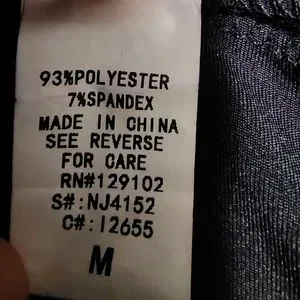 93%POLYESTER
7%SPANDEX
MADE IN CHINA
SEE REVERSE
FOR CARE
RN#129102
S#:NJ4152
C#:12655
M